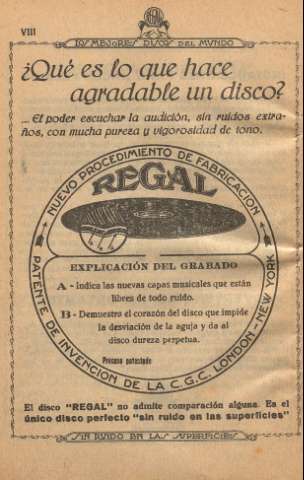 REGAL
VIII
LOS MEJORES DISCOS DEL MUNDO
¿Qué es lo que hace
agradable un disco?
... El poder escuchar la audición, sin ruidos extra-
ños, con mucha pureza y vigorosidad de tono.
NUEVO PROCEDIMIENTO DE FABRICACION
REGAL
EXPLICACIÓN DEL GRABADO
A - Indica las nuevas capas musicales que están
libres de todo ruido.
B - Demuestra el corazón del disco que impide
la desviación de la aguja y da al
disco dureza perpetua.
Proceso patentado
PATENTE DE INVENCION DE LA C.G.C. LONDON - NEW YORK
El disco "REGAL" no admite comparación alguna. Es el
único disco perfecto "sin ruido en las superficies"
SIN RUIDO EN LAS SUPERFICIES